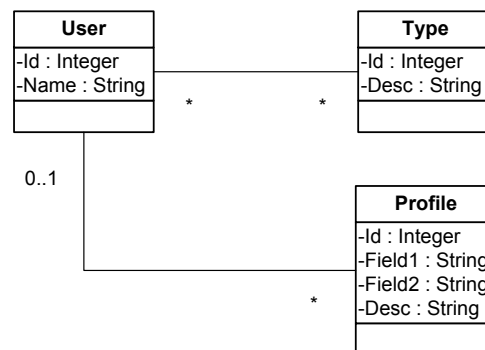 User
-Id : Integer
-Name : String
Type
-Id : Integer
-Desc : String
*
*
0..1
Profile
-Id : Integer
-Field1 : String
-Field2 : String
-Desc : String
*